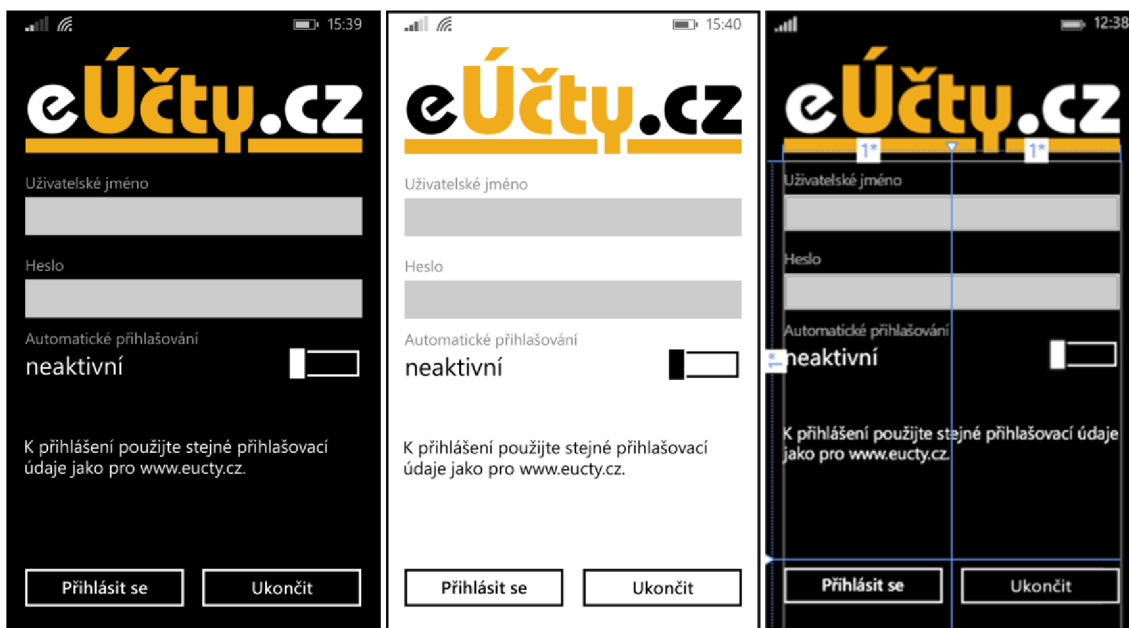 15:39
eÚčty.cz
Uživatelské jméno
Heslo
Automatické přihlašování
neaktivní
K přihlášení použijte stejné přihlašovací
údaje jako pro www.eucty.cz.
Přihlásit se
Ukončit
15:40
eÚčty.cz
Uživatelské jméno
Heslo
Automatické přihlašování
neaktivní
K přihlášení použijte stejné přihlašovací
údaje jako pro www.eucty.cz.
Přihlásit se
Ukončit
12:38
eÚčty.cz
1*
1*
Uživatelské jméno
Heslo
Automatické přihlašování
1*
neaktivní
K přihlášení použijte stejné přihlašovací údaje
jako pro www.eucty.cz.
Přihlásit se
Ukončit